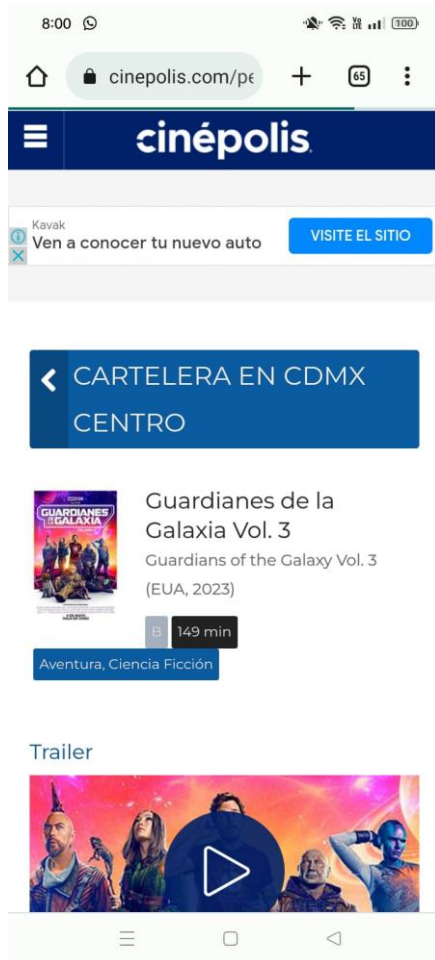 8:00
100
cinepolis.com/pe
65
cinépolis
Kavak
Ven a conocer tu nuevo auto
VISITE EL SITIO
CARTELERA EN CDMX
CENTRO
GUARDIANES
DE LA GALAXIA
Guardianes de la
Galaxia Vol. 3
Guardians of the Galaxy Vol. 3
(EUA, 2023)
B
149 min
Aventura, Ciencia Ficción
Trailer